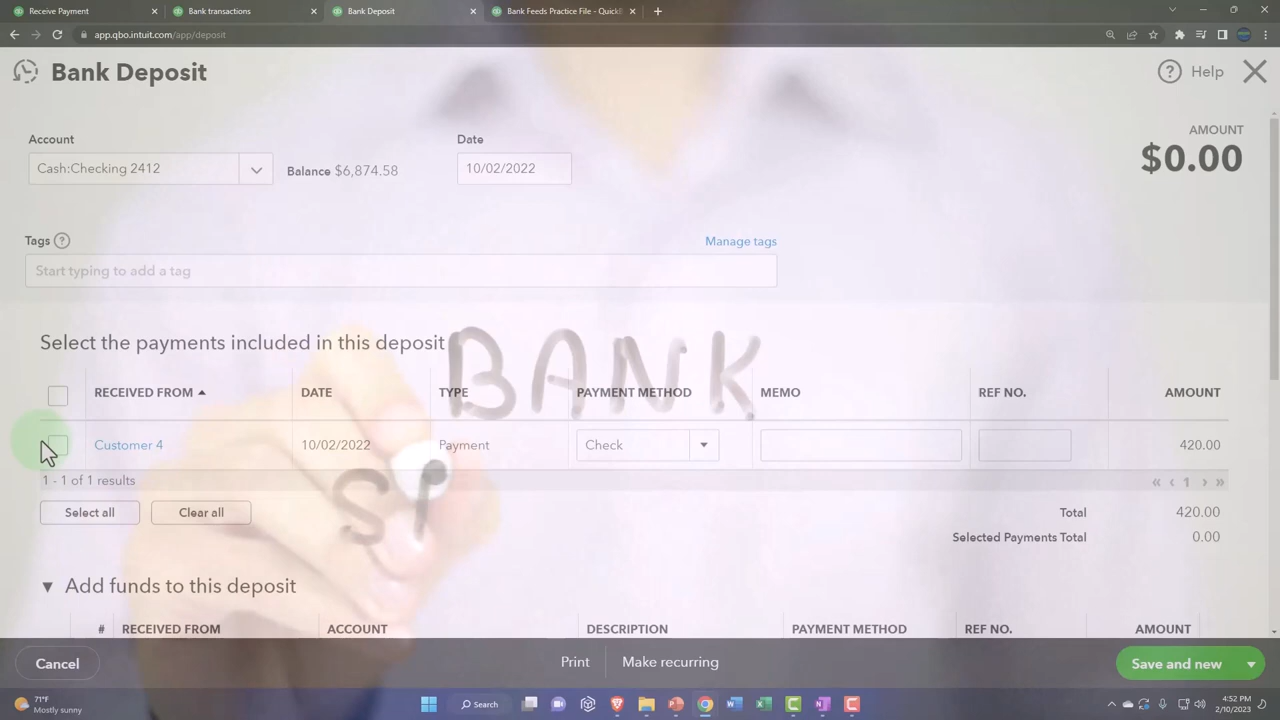 Receive Payment
Bank transactions
Bank Deposit
Bank Feeds Practice File - Quick
app.qbo.intuit.com/app/deposit
Bank Deposit
Help
Account
Date
AMOUNT
Cash:Checking 2412
Balance $6,874.58
10/02/2022
$0.00
Tags
Manage tags
Start typing to add a tag
Select the payments included in this deposit
BANK
RECEIVED FROM DATE TYPE PAYMENT METHOD MEMO REF NO. AMOUNT
Customer 4 10/02/2022 Payment Check 420.00
1 - 1 of 1 results
« ‹ 1 › »
SP
Select all Clear all
Total 420.00
Selected Payments Total 0.00
Add funds to this deposit
# RECEIVED FROM ACCOUNT DESCRIPTION PAYMENT METHOD REF NO. AMOUNT
Cancel Print Make recurring Save and new
71°F
Mostly sunny
Search
4:52 PM
2/10/2023